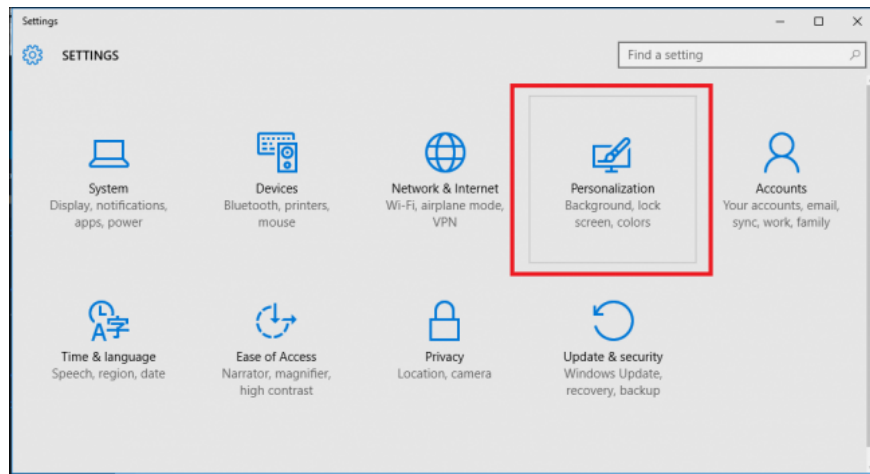 Settings
SETTINGS
Find a setting
System
Display, notifications,
apps, power
Devices
Bluetooth, printers,
mouse
Network & Internet
Wi-Fi, airplane mode,
VPN
Personalization
Background, lock
screen, colors
Accounts
Your accounts, email,
sync, work, family
A字
Time & language
Speech, region, date
Ease of Access
Narrator, magnifier,
high contrast
Privacy
Location, camera
Update & security
Windows Update,
recovery, backup